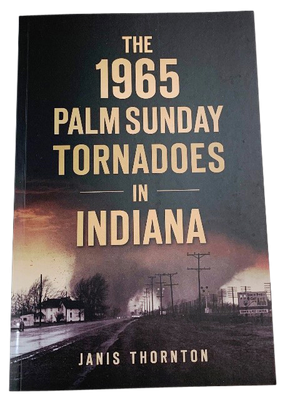 THE
1965
PALM SUNDAY
TORNADOES
IN
INDIANA
JANIS THORNTON